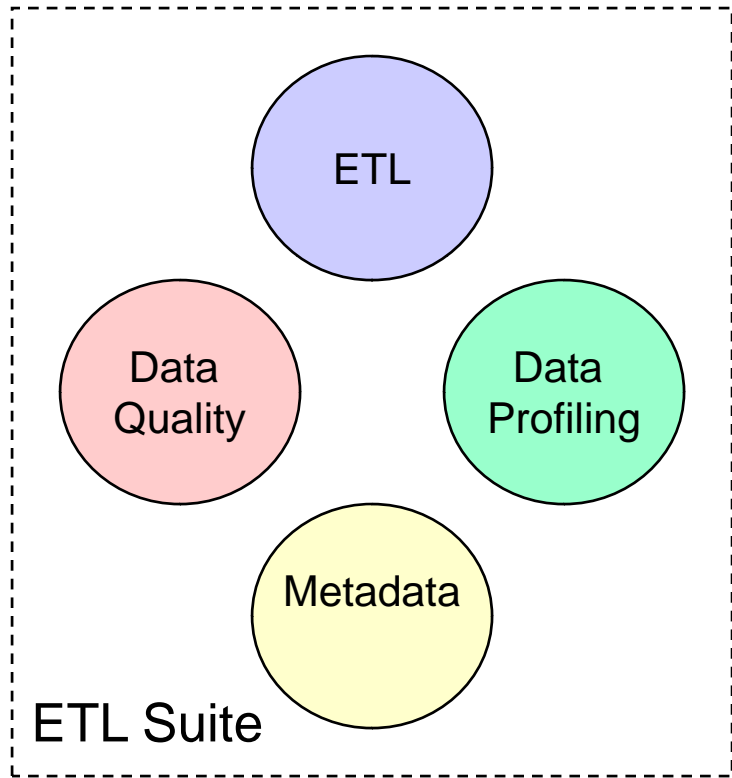 ETL
Data
Quality
Data
Profiling
Metadata
ETL Suite